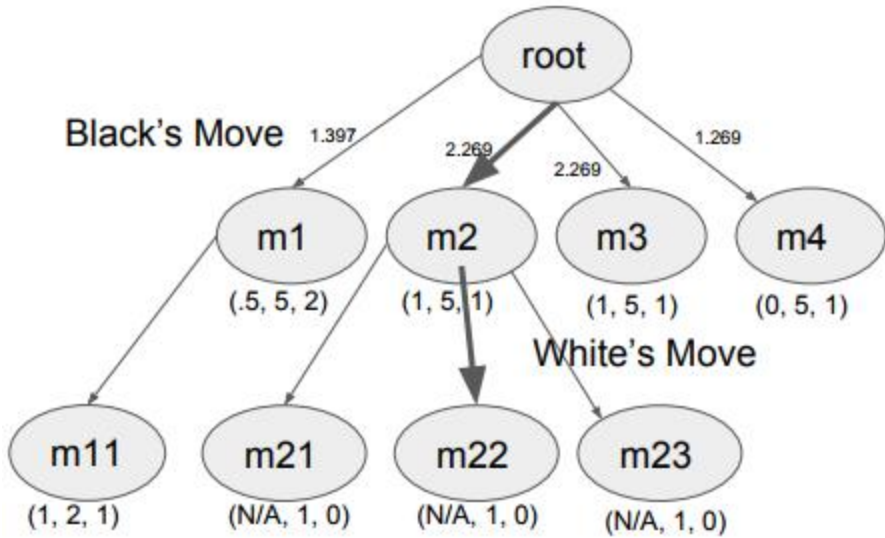 root
Black's Move
1.397
2.269
2.269
1.269
m1
m2
m3
m4
(.5, 5, 2)
(1, 5, 1)
(1, 5, 1)
(0, 5, 1)
White's Move
m11
m21
m22
m23
(1, 2, 1)
(N/A, 1, 0)
(N/A, 1, 0)
(N/A, 1, 0)